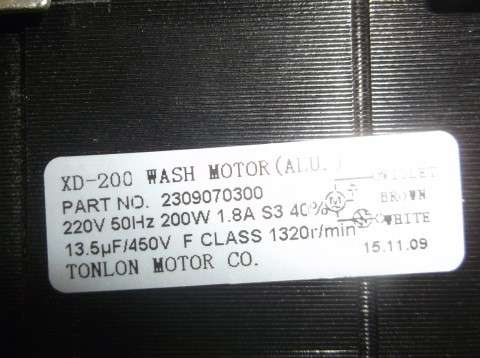 XD-200 WASH MOTOR(ALU.)
PART NO. 2309070300
220V 50Hz 200W 1.8A S3 40%
13.5µF/450V F CLASS 1320r/min
TONLON MOTOR CO.
VIOLET
BROWN
WHITE
15.11.09